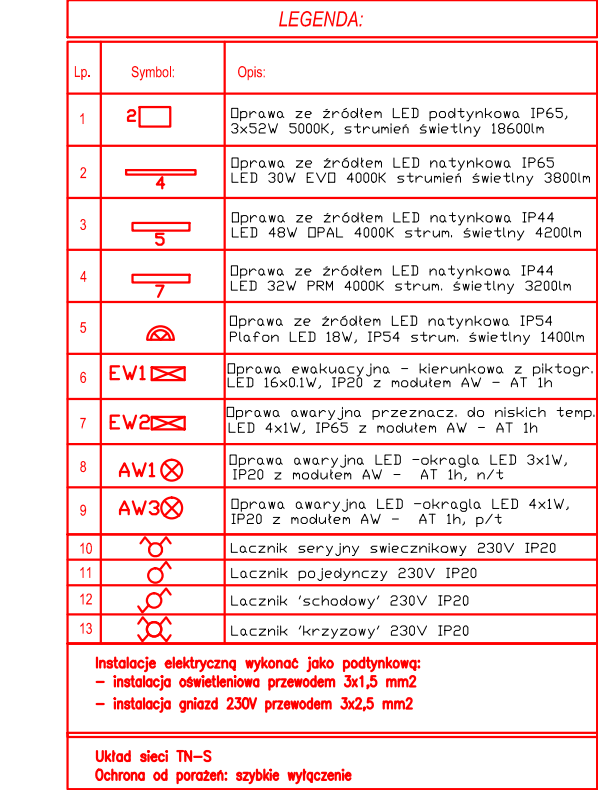 LEGENDA:
Lp. Symbol: Opis:
1 2 Oprawa ze źródłem LED podtynkowa IP65,
3x52W 5000K, strumień świetlny 18600lm
2 4 Oprawa ze źródłem LED natynkowa IP65
LED 30W EVO 4000K strumień świetlny 3800lm
3 5 Oprawa ze źródłem LED natynkowa IP44
LED 48W OPAL 4000K strum. świetlny 4200lm
4 7 Oprawa ze źródłem LED natynkowa IP44
LED 32W PRM 4000K strum. świetlny 3200lm
5 Oprawa ze źródłem LED natynkowa IP54
Plafon LED 18W, IP54 strum. świetlny 1400lm
6 EW1 Oprawa ewakuacyjna - kierunkowa z piktogr.
LED 16x0.1W, IP20 z modułem AW - AT 1h
7 EW2 Oprawa awaryjna przeznacz. do niskich temp.
LED 4x1W, IP65 z modułem AW - AT 1h
8 AW1 Oprawa awaryjna LED -okragla LED 3x1W,
IP20 z modułem AW - AT 1h, n/t
9 AW3 Oprawa awaryjna LED -okragla LED 4x1W,
IP20 z modułem AW - AT 1h, p/t
10 Lacznik seryjny swiecznikowy 230V IP20
11 Lacznik pojedynczy 230V IP20
12 Lacznik 'schodowy' 230V IP20
13 Lacznik 'krzyzowy' 230V IP20
Instalacje elektryczną wykonać jako podtynkową:
- instalacja oświetleniowa przewodem 3x1,5 mm2
- instalacja gniazd 230V przewodem 3x2,5 mm2
Układ sieci TN-S
Ochrona od porażeń: szybkie wyłączenie